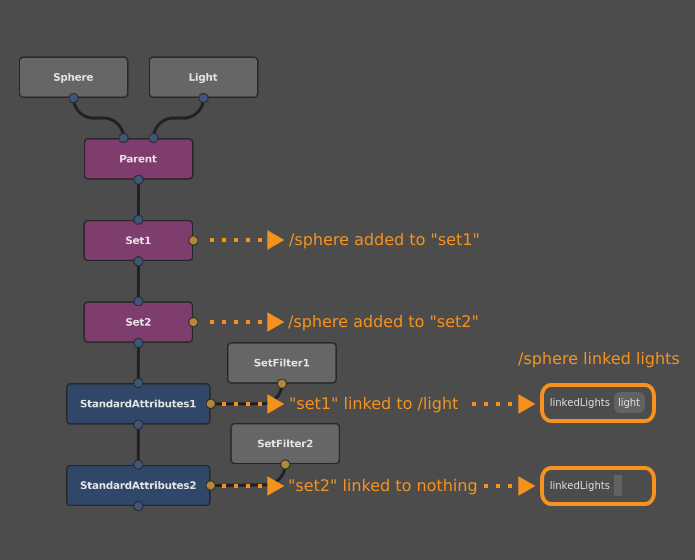 Sphere
Light
Parent
Set1
/sphere added to "set1"
Set2
/sphere added to "set2"
SetFilter1
/sphere linked lights
StandardAttributes1
"set1" linked to /light
linkedLights light
SetFilter2
StandardAttributes2
"set2" linked to nothing
linkedLights